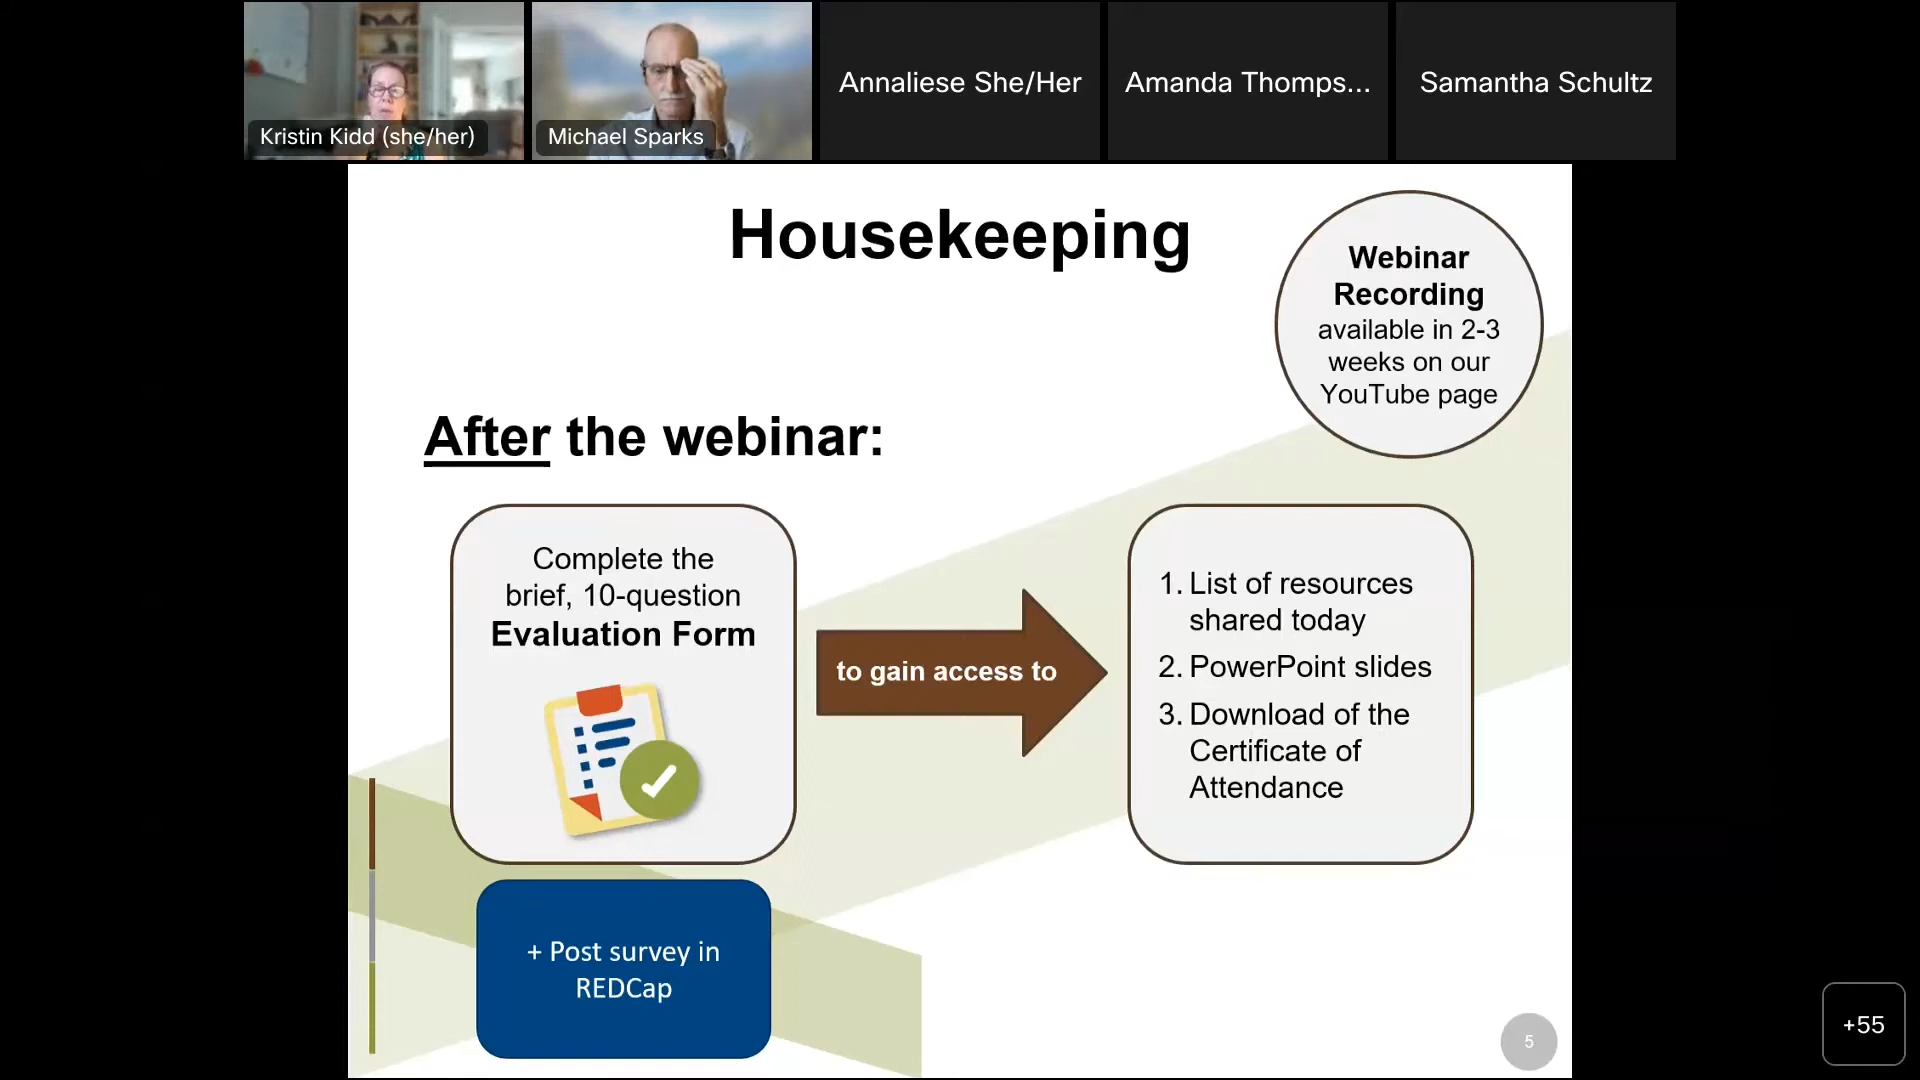 Kristin Kidd (she/her)
Michael Sparks
Annaliese She/Her
Amanda Thomps...
Samantha Schultz
Housekeeping
Webinar
Recording
available in 2-3
weeks on our
YouTube page
After the webinar:
Complete the
brief, 10-question
Evaluation Form
to gain access to
1. List of resources
shared today
2. PowerPoint slides
3. Download of the
Certificate of
Attendance
+ Post survey in
REDCap
5
+55